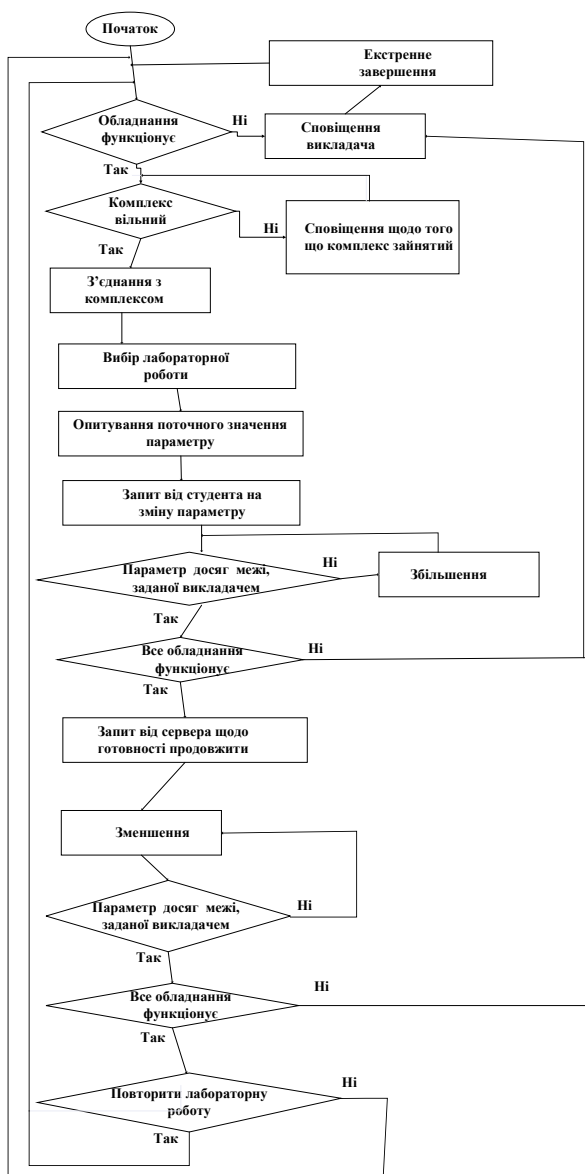 Початок
Екстренне
завершення
Обладнання
функціонує
Ні
Сповіщення
викладача
Так
Комплекс
вільний
Ні
Сповіщення щодо того
що комплекс зайнятий
Так
З’єднання з
комплексом
Вибір лабораторної
роботи
Опитування поточного значення
параметру
Запит від студента на
зміну параметру
Параметр досяг межі,
заданої викладачем
Ні
Збільшення
Так
Все обладнання
функціонує
Ні
Так
Запит від сервера щодо
готовності продовжити
Зменшення
Параметр досяг межі,
заданої викладачем
Ні
Так
Все обладнання
функціонує
Ні
Так
Повторити лабораторну
роботу
Ні
Так